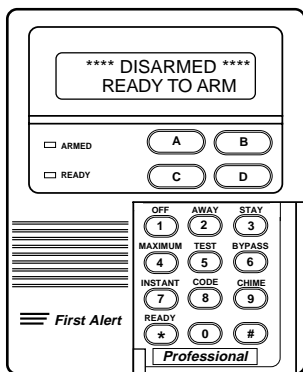 **** DISARMED ****
READY TO ARM
ARMED
A
B
READY
C
D
OFF
AWAY
STAY
1
2
3
MAXIMUM
TEST
BYPASS
4
5
6
INSTANT
CODE
CHIME
7
8
9
READY
*
0
#
First Alert
Professional